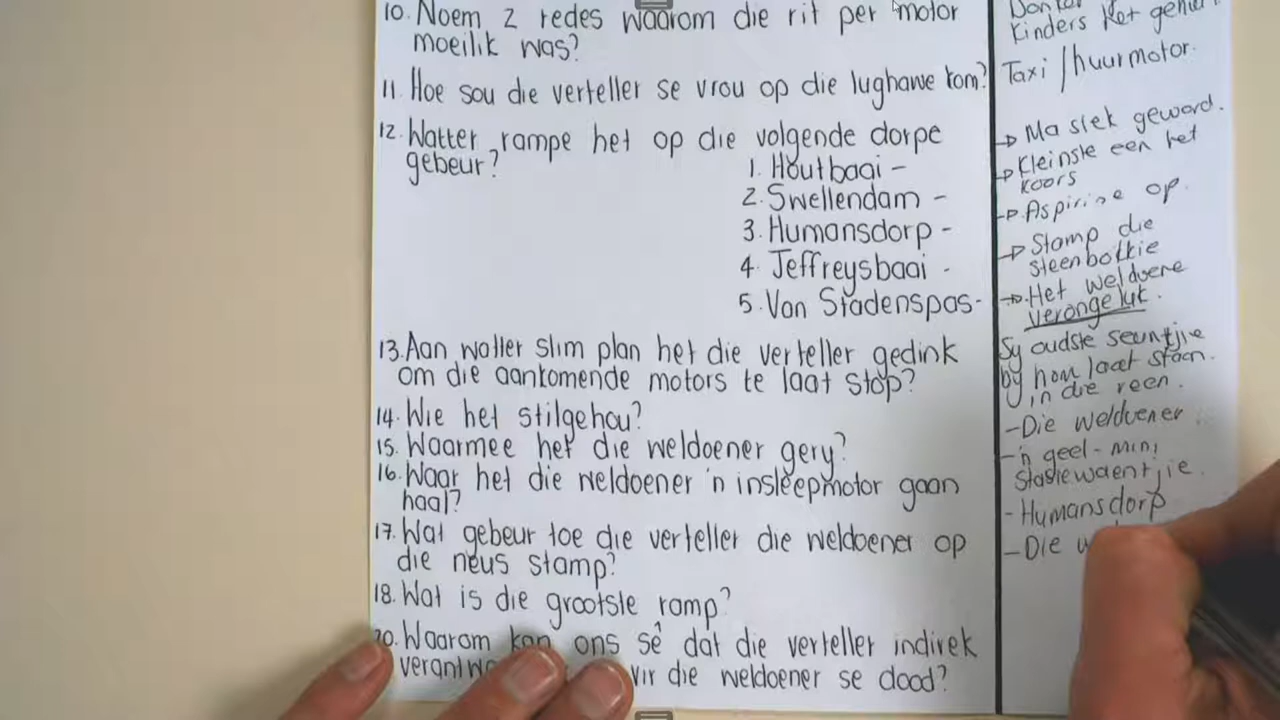 10. Noem 2 redes waarom die rit per motor
moeilik was?
11. Hoe sou die verteller se vrou op die lughawe kom?
12. Watter rampe het op die volgende dorpe
gebeur?
1. Houtbaai -
2. Swellendam -
3. Humansdorp -
4. Jeffreysbaai -
5. Van Stadenspas -
13. Aan watter slim plan het die verteller gedink
om die aankomende motors te laat stop?
14. Wie het stilgehou?
15. Waarmee het die weldoener gery?
16. Waar het die weldoener 'n insleepmotor gaan
haal?
17. Wat gebeur toe die verteller die weldoener op
die neus stamp?
18. Wat is die grootste ramp?
20. Waarom kan ons sê dat die verteller indirek
vir die weldoener se dood?
Kinders het
Taxi / huurmotor.
→ Ma siek geword.
→ Kleinste een het
koors
→ Aspirine op.
→ Stamp die
steenbokkie
→ Het weldoene
verongeluk.
Sy oudste seuntjie
by hom laat staan
in die reen.
- Die weldoener
- 'n geel - mini
stasiewaentjie.
- Humansdorp
- Die